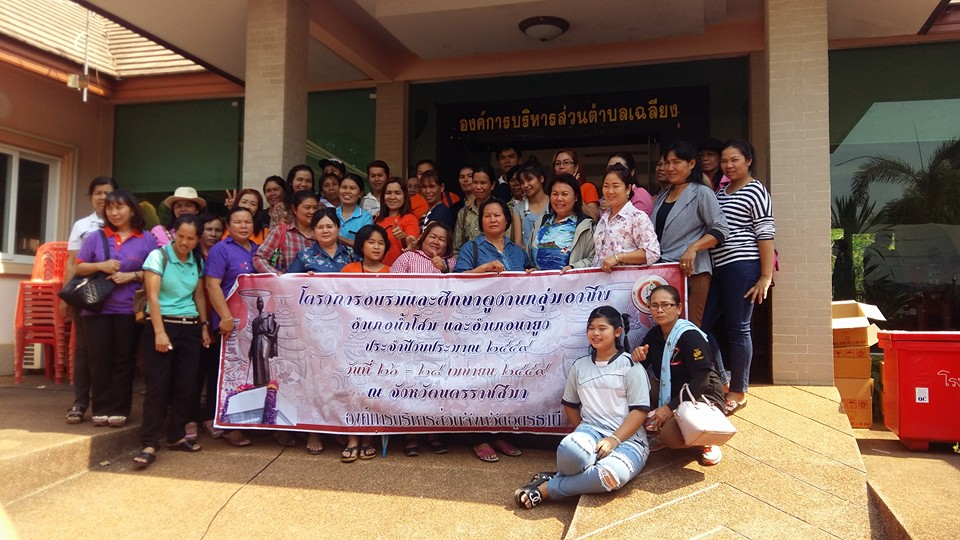 องค์การบริหารส่วนตำบลเฉลียง
โครงการอบรมและศึกษาดูงานกลุ่มอาชีพ
อำเภอน้ำโสม และอำเภอนายูง
ประจำปีงบประมาณ ๒๕๕๙
วันที่ ๒๖ - ๒๘ เมษายน ๒๕๕๙
ณ จังหวัดนครราชสีมา
องค์การบริหารส่วนจังหวัดอุดรธานี
QC